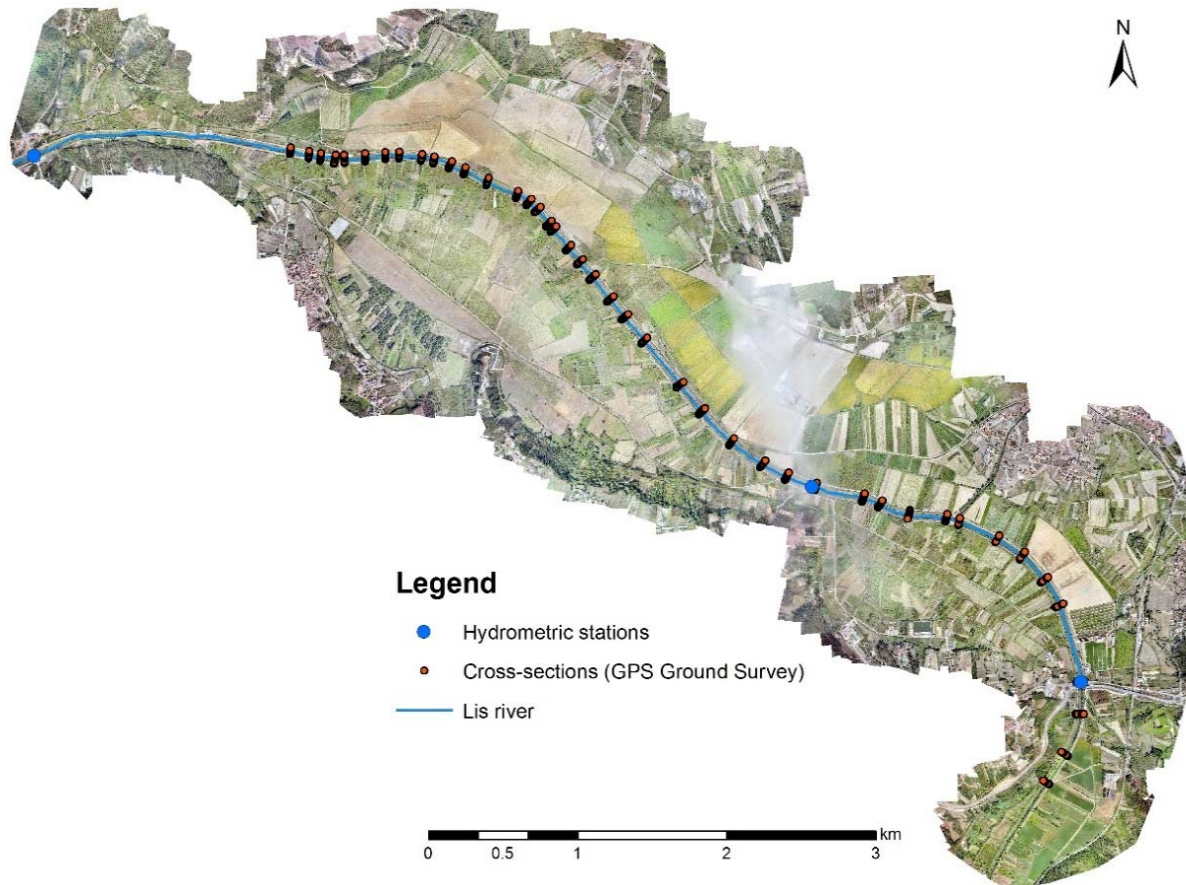 N
Legend
Hydrometric stations
Cross-sections (GPS Ground Survey)
Lis river
km
0 0.5 1 2 3